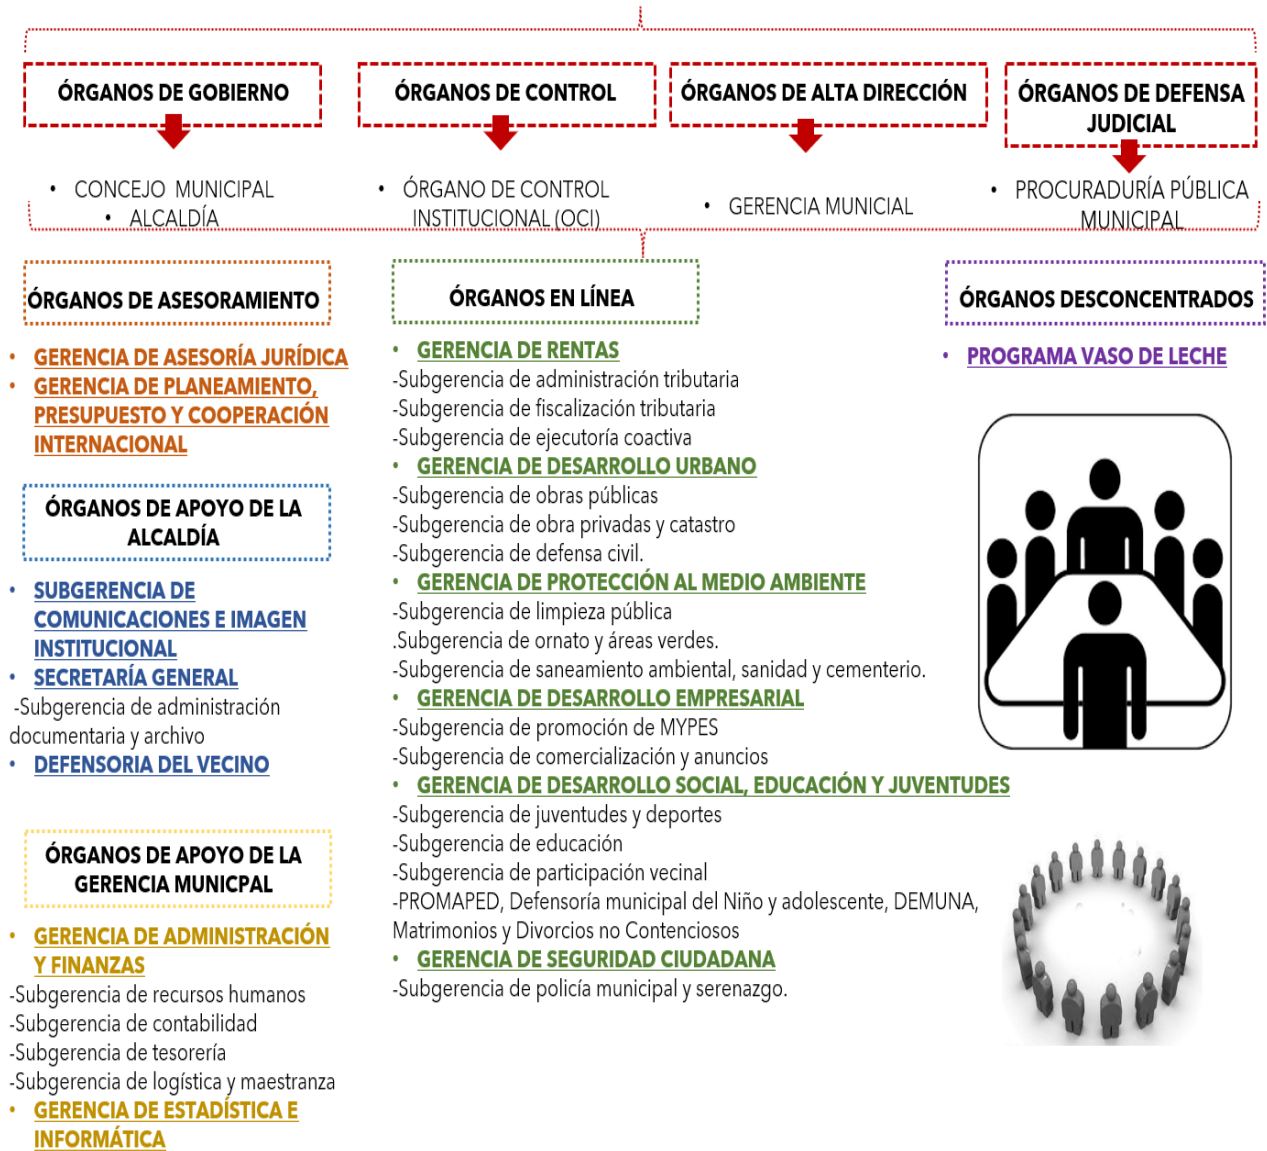 ÓRGANOS DE GOBIERNO
• CONCEJO MUNICIPAL
• ALCALDÍA
ÓRGANOS DE CONTROL
• ÓRGANO DE CONTROL
INSTITUCIONAL (OCI)
ÓRGANOS DE ALTA DIRECCIÓN
• GERENCIA MUNICIAL
ÓRGANOS DE DEFENSA
JUDICIAL
• PROCURADURÍA PÚBLICA
MUNICIPAL
ÓRGANOS DE ASESORAMIENTO
• GERENCIA DE ASESORÍA JURÍDICA
• GERENCIA DE PLANEAMIENTO,
PRESUPUESTO Y COOPERACIÓN
INTERNACIONAL
ÓRGANOS DE APOYO DE LA
ALCALDÍA
• SUBGERENCIA DE
COMUNICACIONES E IMAGEN
INSTITUCIONAL
• SECRETARÍA GENERAL
-Subgerencia de administración
documentaria y archivo
• DEFENSORIA DEL VECINO
ÓRGANOS DE APOYO DE LA
GERENCIA MUNICPAL
• GERENCIA DE ADMINISTRACIÓN
Y FINANZAS
-Subgerencia de recursos humanos
-Subgerencia de contabilidad
-Subgerencia de tesorería
-Subgerencia de logística y maestranza
• GERENCIA DE ESTADÍSTICA E
INFORMÁTICA
ÓRGANOS EN LÍNEA
• GERENCIA DE RENTAS
-Subgerencia de administración tributaria
-Subgerencia de fiscalización tributaria
-Subgerencia de ejecutoría coactiva
• GERENCIA DE DESARROLLO URBANO
-Subgerencia de obras públicas
-Subgerencia de obra privadas y catastro
-Subgerencia de defensa civil.
• GERENCIA DE PROTECCIÓN AL MEDIO AMBIENTE
-Subgerencia de limpieza pública
.Subgerencia de ornato y áreas verdes.
-Subgerencia de saneamiento ambiental, sanidad y cementerio.
• GERENCIA DE DESARROLLO EMPRESARIAL
-Subgerencia de promoción de MYPES
-Subgerencia de comercialización y anuncios
• GERENCIA DE DESARROLLO SOCIAL, EDUCACIÓN Y JUVENTUDES
-Subgerencia de juventudes y deportes
-Subgerencia de educación
-Subgerencia de participación vecinal
-PROMAPED, Defensoría municipal del Niño y adolescente, DEMUNA,
Matrimonios y Divorcios no Contenciosos
• GERENCIA DE SEGURIDAD CIUDADANA
-Subgerencia de policía municipal y serenazgo.
ÓRGANOS DESCONCENTRADOS
• PROGRAMA VASO DE LECHE